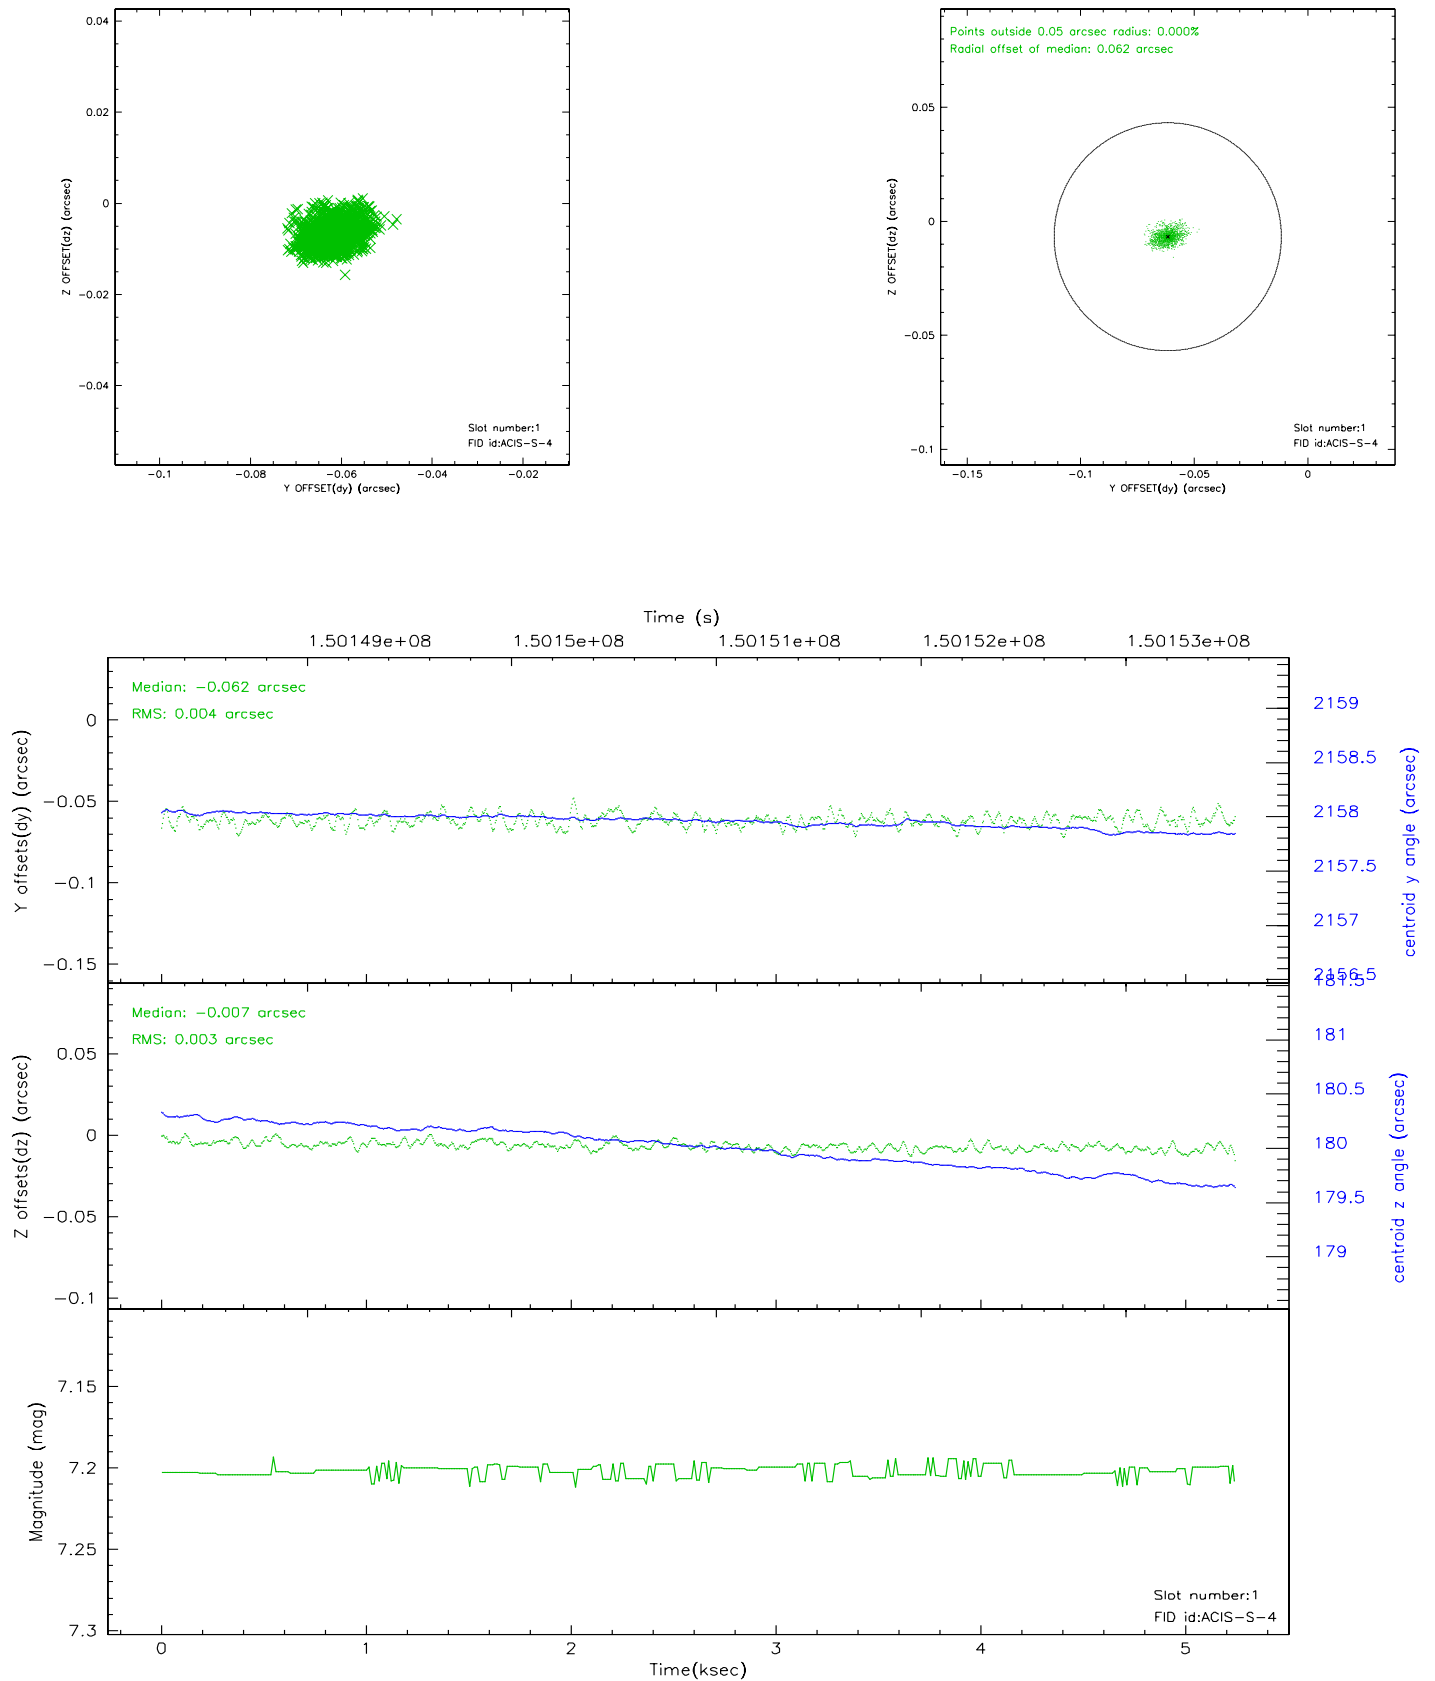 0.04
0.02
0
−0.02
−0.04
Z OFFSET(dz) (arcsec)
Slot number:1
FID id:ACIS−S−4
−0.1
−0.08
−0.06
−0.04
−0.02
Y OFFSET(dy) (arcsec)
Points outside 0.05 arcsec radius: 0.000%
Radial offset of median: 0.062 arcsec
0.05
0
−0.05
−0.1
Z OFFSET(dz) (arcsec)
Slot number:1
FID id:ACIS−S−4
−0.15
−0.1
−0.05
0
Y OFFSET(dy) (arcsec)
Time (s)
1.50149e+08
1.5015e+08
1.50151e+08
1.50152e+08
1.50153e+08
Median: −0.062 arcsec
RMS: 0.004 arcsec
0
−0.05
−0.1
−0.15
Y offsets(dy) (arcsec)
2159
2158.5
2158
2157.5
2157
2156.5
centroid y angle (arcsec)
Median: −0.007 arcsec
RMS: 0.003 arcsec
0.05
0
−0.05
−0.1
Z offsets(dz) (arcsec)
181.5
181
180.5
180
179.5
179
centroid z angle (arcsec)
7.15
7.2
7.25
7.3
Magnitude (mag)
Slot number:1
FID id:ACIS−S−4
0
1
2
3
4
5
Time(ksec)